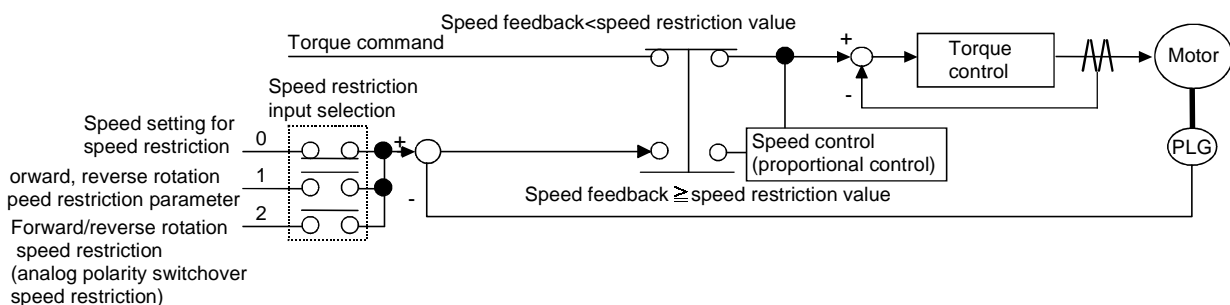 Speed feedback<speed restriction value
Torque command
+
-
Torque
control
Motor
PLG
Speed restriction
input selection
Speed setting for
speed restriction
0
+
-
Speed control
(proportional control)
orward, reverse rotation
peed restriction parameter
1
Speed feedback ≧ speed restriction value
Forward/reverse rotation
speed restriction
(analog polarity switchover
speed restriction)
2